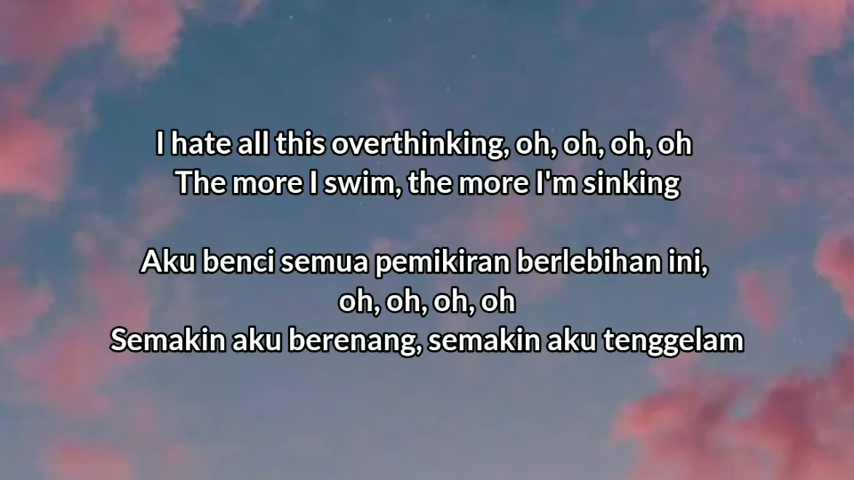 I hate all this overthinking, oh, oh, oh, oh
The more I swim, the more I'm sinking
Aku benci semua pemikiran berlebihan ini,
oh, oh, oh, oh
Semakin aku berenang, semakin aku tenggelam